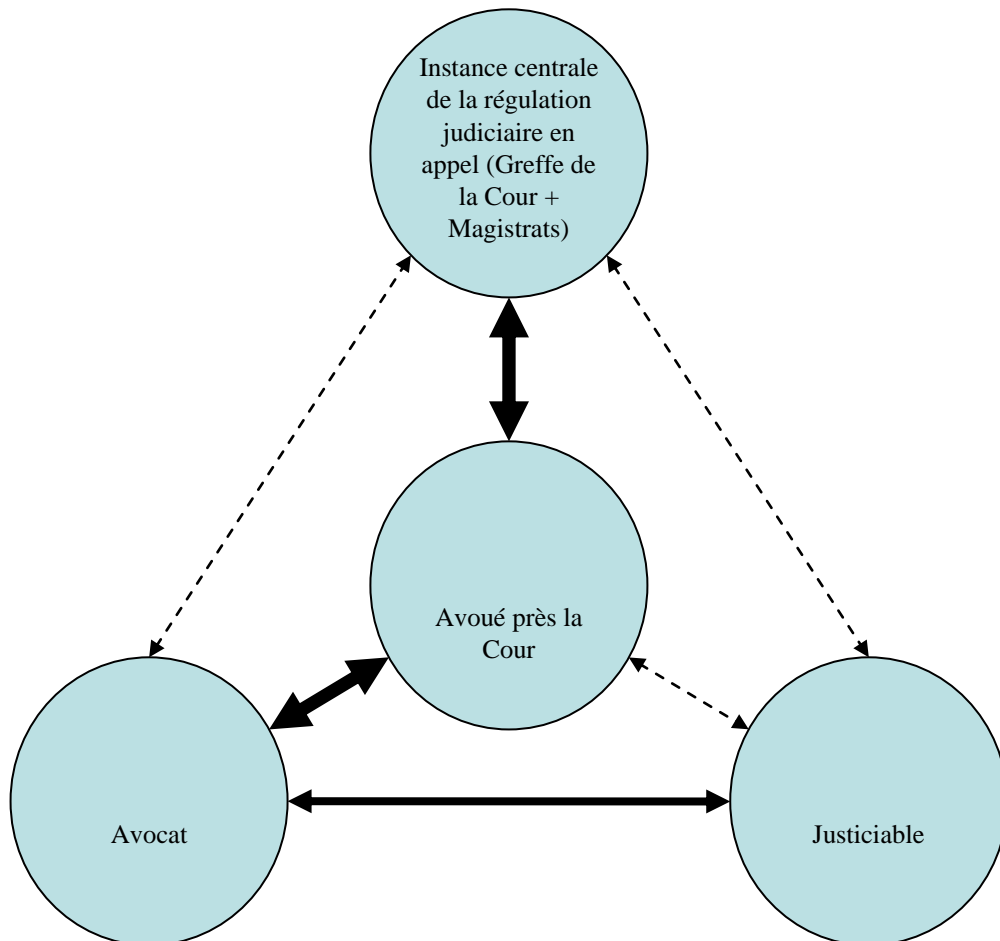 Instance centrale
de la régulation
judiciaire en
appel (Greffe de
la Cour +
Magistrats)
Avoué près la
Cour
Avocat
Justiciable